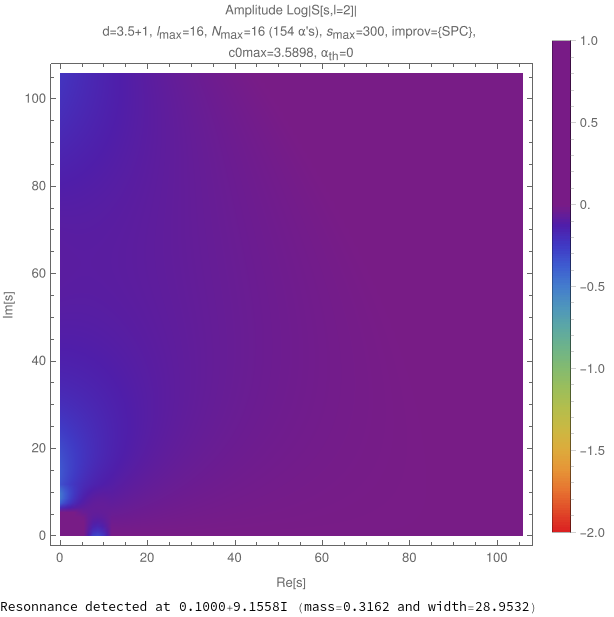 Amplitude Log|S[s,l=2]|
d=3.5+1, lmax=16, Nmax=16 (154 α's), smax=300, improv={SPC},
c0max=3.5898, αth=0
1.0
0.5
0.
−0.5
−1.0
−1.5
−2.0
100
80
60
40
20
0
Im[s]
0 20 40 60 80 100
Re[s]
Resonnance detected at 0.1000+9.1558I (mass=0.3162 and width=28.9532)